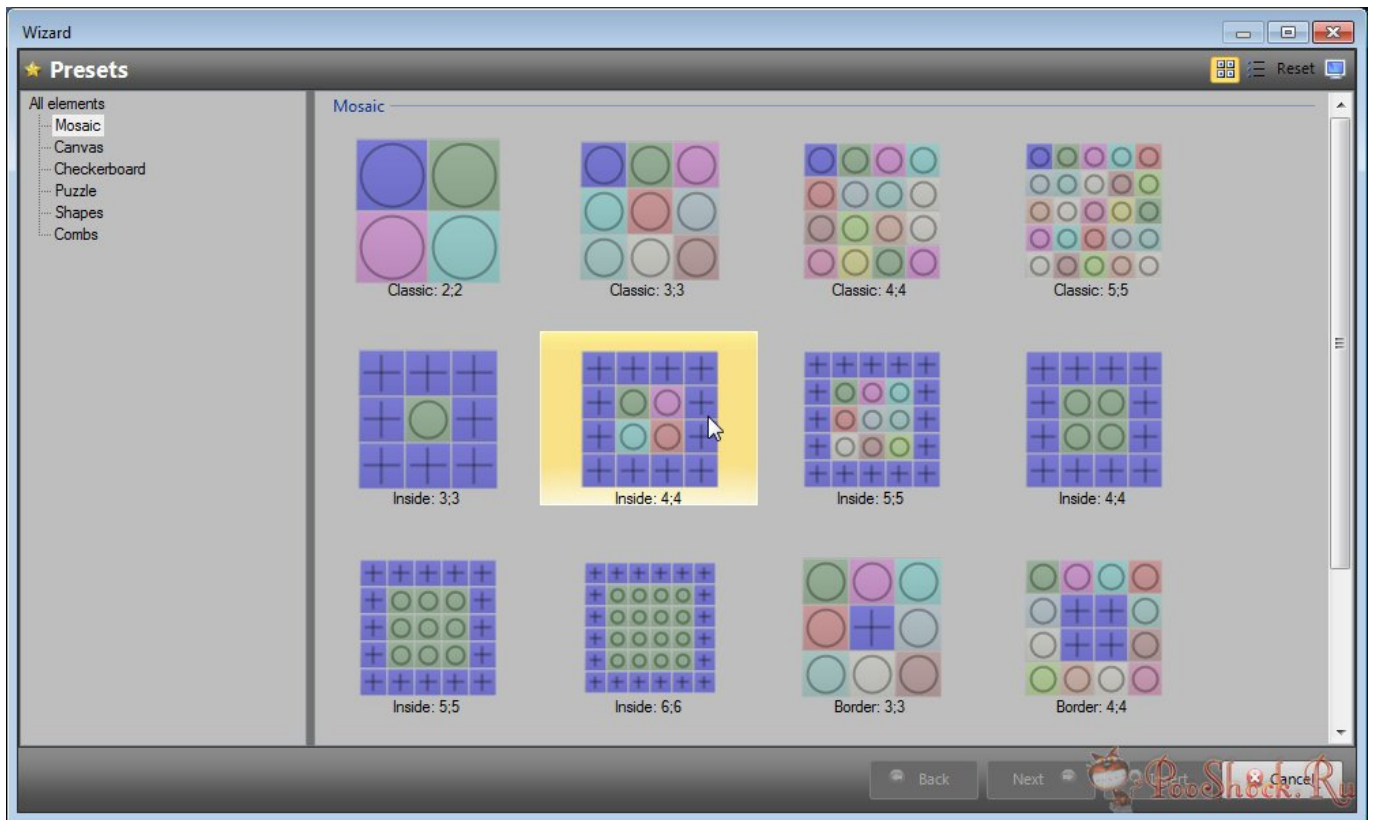 Wizard
Presets
Reset
All elements
Mosaic
Canvas
Checkerboard
Puzzle
Shapes
Combs
Mosaic
Classic: 2;2
Classic: 3;3
Classic: 4;4
Classic: 5;5
Inside: 3;3
Inside: 4;4
Inside: 5;5
Inside: 4;4
Inside: 5;5
Inside: 6;6
Border: 3;3
Border: 4;4
Back
Next
Insert
Cancel
PooShock.Ru